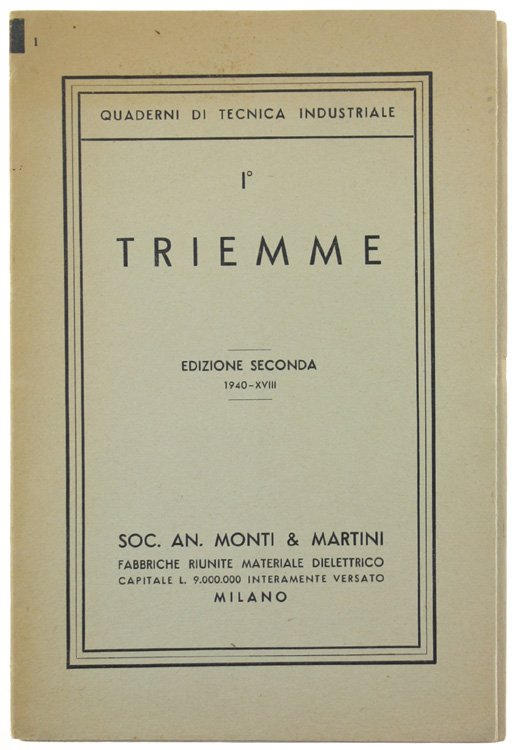 1
QUADERNI DI TECNICA INDUSTRIALE
I°
TRIEMME
EDIZIONE SECONDA
1940-XVIII
SOC. AN. MONTI & MARTINI
FABBRICHE RIUNITE MATERIALE DIELETTRICO
CAPITALE L. 9.000.000 INTERAMENTE VERSATO
MILANO